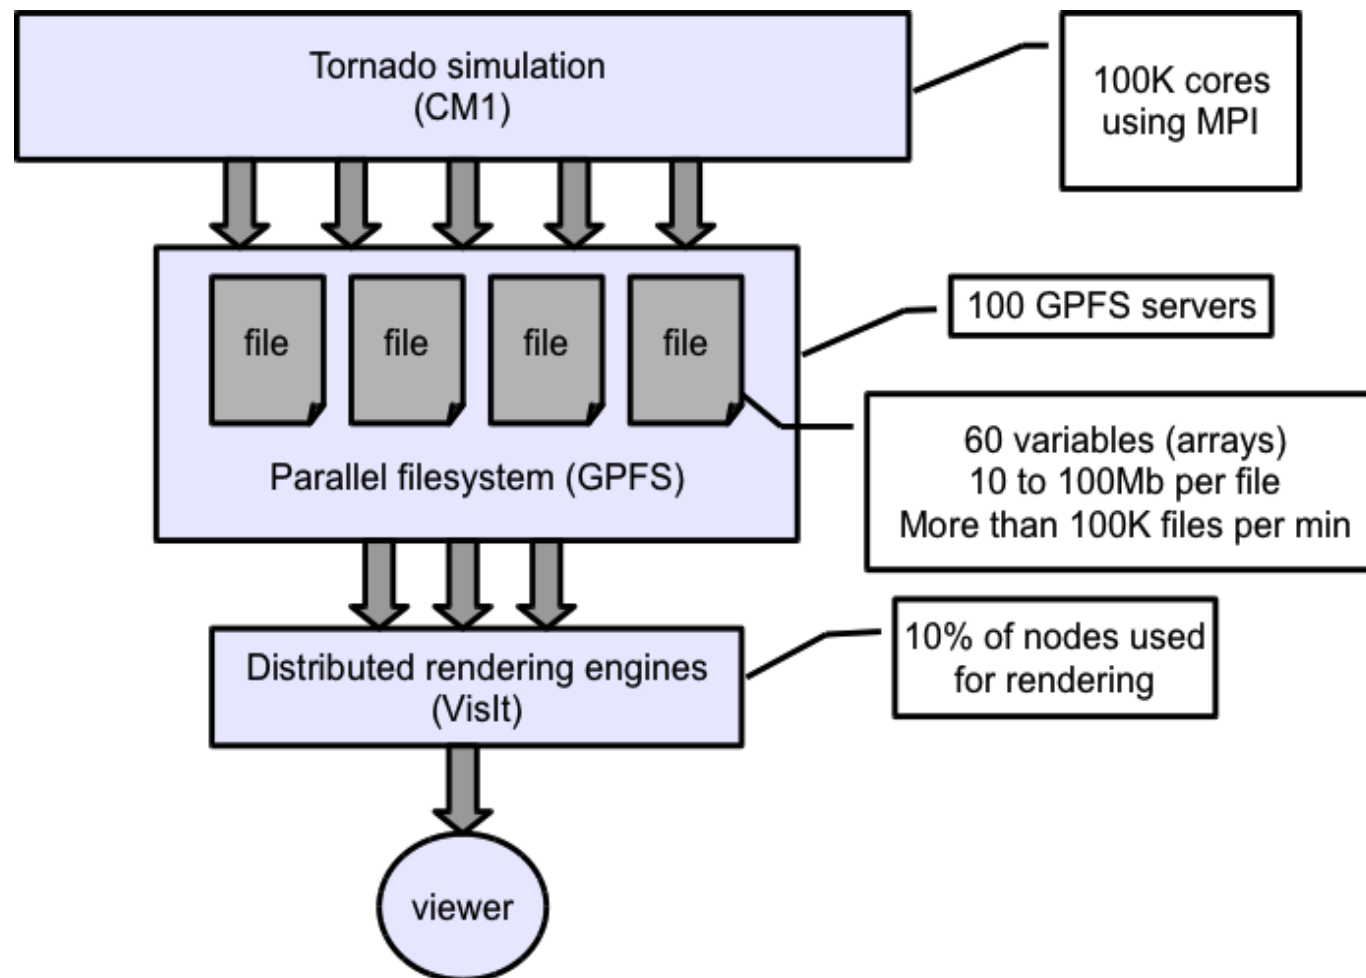 Tornado simulation
(CM1)
100K cores
using MPI
file
file
file
file
Parallel filesystem (GPFS)
100 GPFS servers
60 variables (arrays)
10 to 100Mb per file
More than 100K files per min
Distributed rendering engines
(VisIt)
10% of nodes used
for rendering
viewer